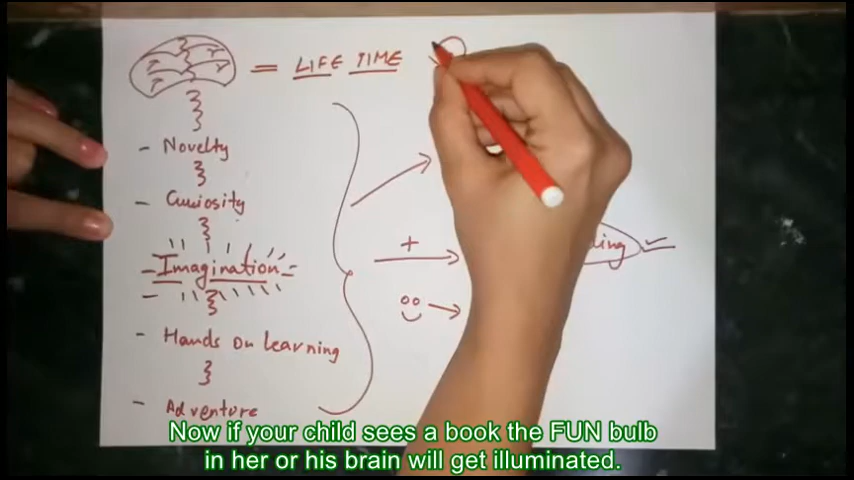 = LIFE TIME
- Novelty
- Curiosity
- Imagination -
- Hands on learning
- Adventure
+
ding
Now if your child sees a book the FUN bulb
in her or his brain will get illuminated.